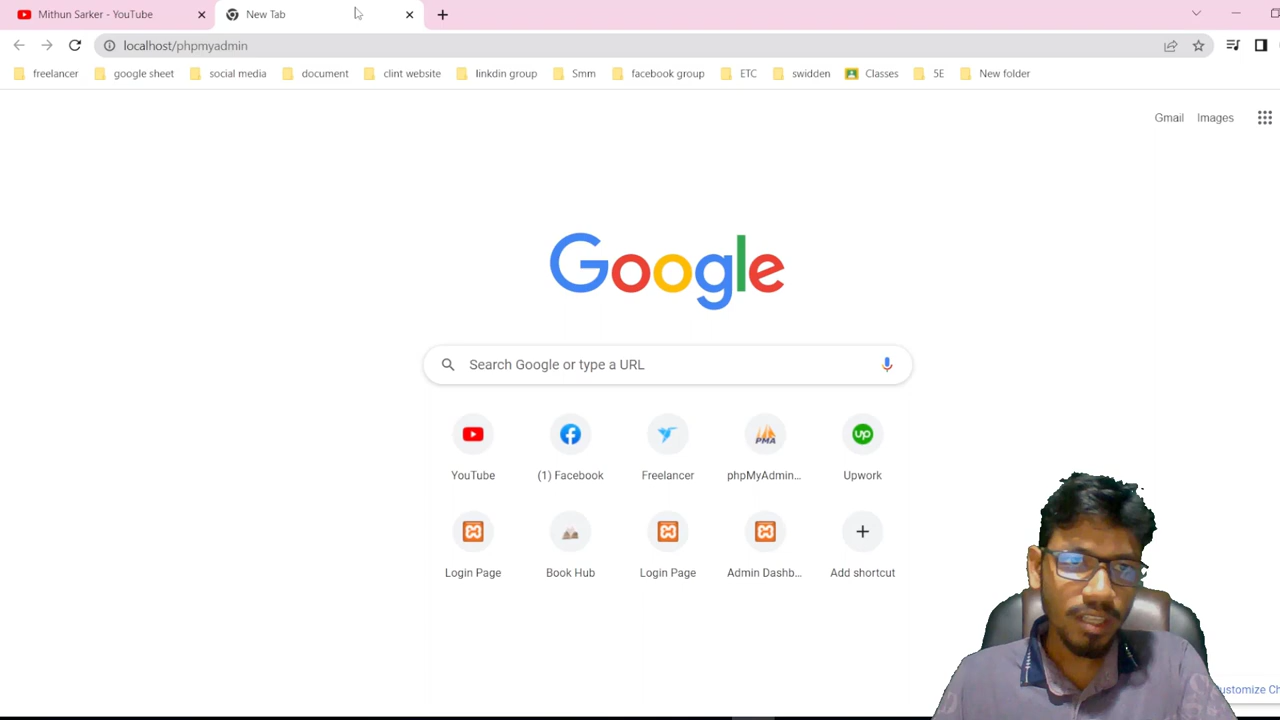 Mithun Sarker - YouTube
New Tab
localhost/phpmyadmin
freelancer
google sheet
social media
document
clint website
linkdin group
Smm
facebook group
ETC
swidden
Classes
5E
New folder
Gmail
Images
Google
Search Google or type a URL
YouTube
(1) Facebook
Freelancer
PMA
phpMyAdmin...
up
Upwork
Login Page
Book Hub
Login Page
Admin Dashb...
Add shortcut
ustomize Ch